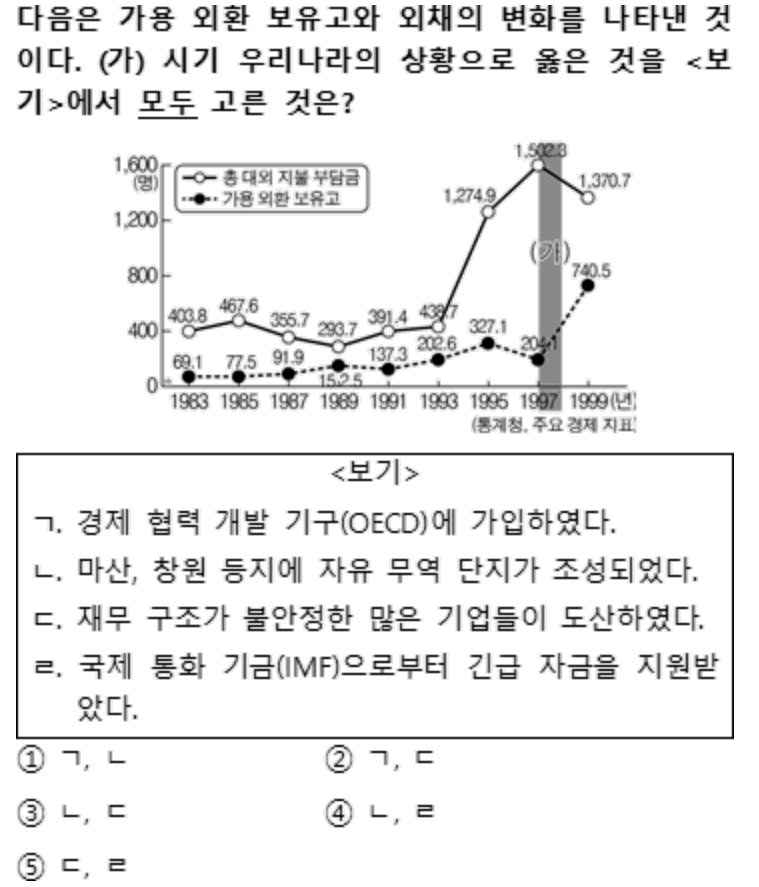 다음은 가용 외환 보유고와 외채의 변화를 나타낸 것
이다. (가) 시기 우리나라의 상황으로 옳은 것을 <보
기>에서 모두 고른 것은?
1,600
(명)
1,200
800
400
0
총 대외 지불 부담금
가용 외환 보유고
403.8 467.6 355.7 293.7 391.4 438.7 1,274.9 1,502.3 1,370.7
(가)
69.1 77.5 91.9 15.2.5 137.3 202.6 327.1 204.1 740.5
1983 1985 1987 1989 1991 1993 1995 1997 1999(년)
(통계청, 주요 경제 지표)
<보기>
ㄱ. 경제 협력 개발 기구(OECD)에 가입하였다.
ㄴ. 마산, 창원 등지에 자유 무역 단지가 조성되었다.
ㄷ. 재무 구조가 불안정한 많은 기업들이 도산하였다.
ㄹ. 국제 통화 기금(IMF)으로부터 긴급 자금을 지원받
았다.
① ㄱ, ㄴ ② ㄱ, ㄷ
③ ㄴ, ㄷ ④ ㄴ, ㄹ
⑤ ㄷ, ㄹ